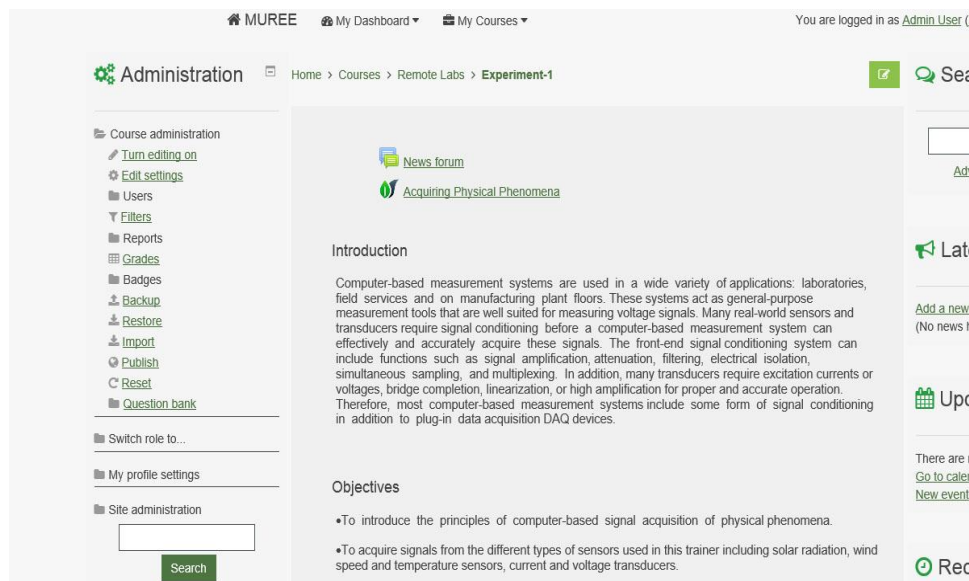 MUREE My Dashboard My Courses You are logged in as Admin User (
Administration
Course administration
Turn editing on
Edit settings
Users
Filters
Reports
Grades
Badges
Backup
Restore
Import
Publish
Reset
Question bank
Switch role to...
My profile settings
Site administration
Search
Home > Courses > Remote Labs > Experiment-1
News forum
Acquiring Physical Phenomena
Introduction
Computer-based measurement systems are used in a wide variety of applications: laboratories,
field services and on manufacturing plant floors. These systems act as general-purpose
measurement tools that are well suited for measuring voltage signals. Many real-world sensors and
transducers require signal conditioning before a computer-based measurement system can
effectively and accurately acquire these signals. The front-end signal conditioning system can
include functions such as signal amplification, attenuation, filtering, electrical isolation,
simultaneous sampling, and multiplexing. In addition, many transducers require excitation currents or
voltages, bridge completion, linearization, or high amplification for proper and accurate operation.
Therefore, most computer-based measurement systems include some form of signal conditioning
in addition to plug-in data acquisition DAQ devices.
Objectives
•To introduce the principles of computer-based signal acquisition of physical phenomena.
•To acquire signals from the different types of sensors used in this trainer including solar radiation, wind
speed and temperature sensors, current and voltage transducers.
Sea
Ad
Late
Add a new
(No news h
Upc
There are
Go to cale
New event
Rec